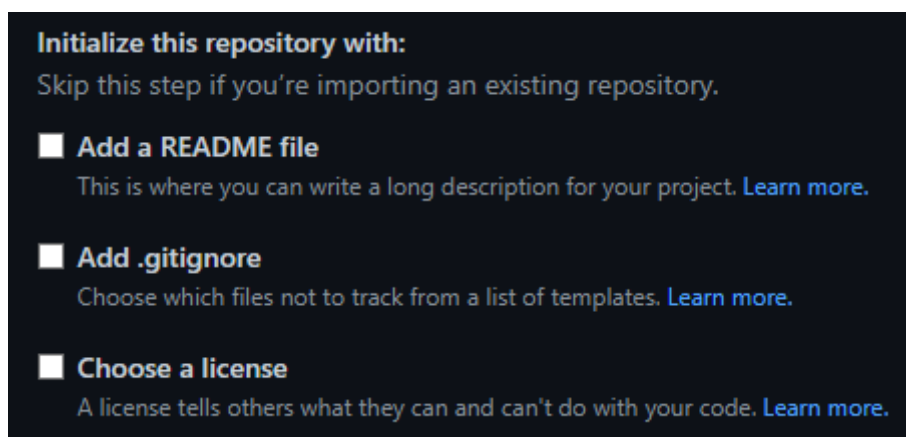 Initialize this repository with:
Skip this step if you're importing an existing repository.
Add a README file
This is where you can write a long description for your project. Learn more.
Add .gitignore
Choose which files not to track from a list of templates. Learn more.
Choose a license
A license tells others what they can and can't do with your code. Learn more.